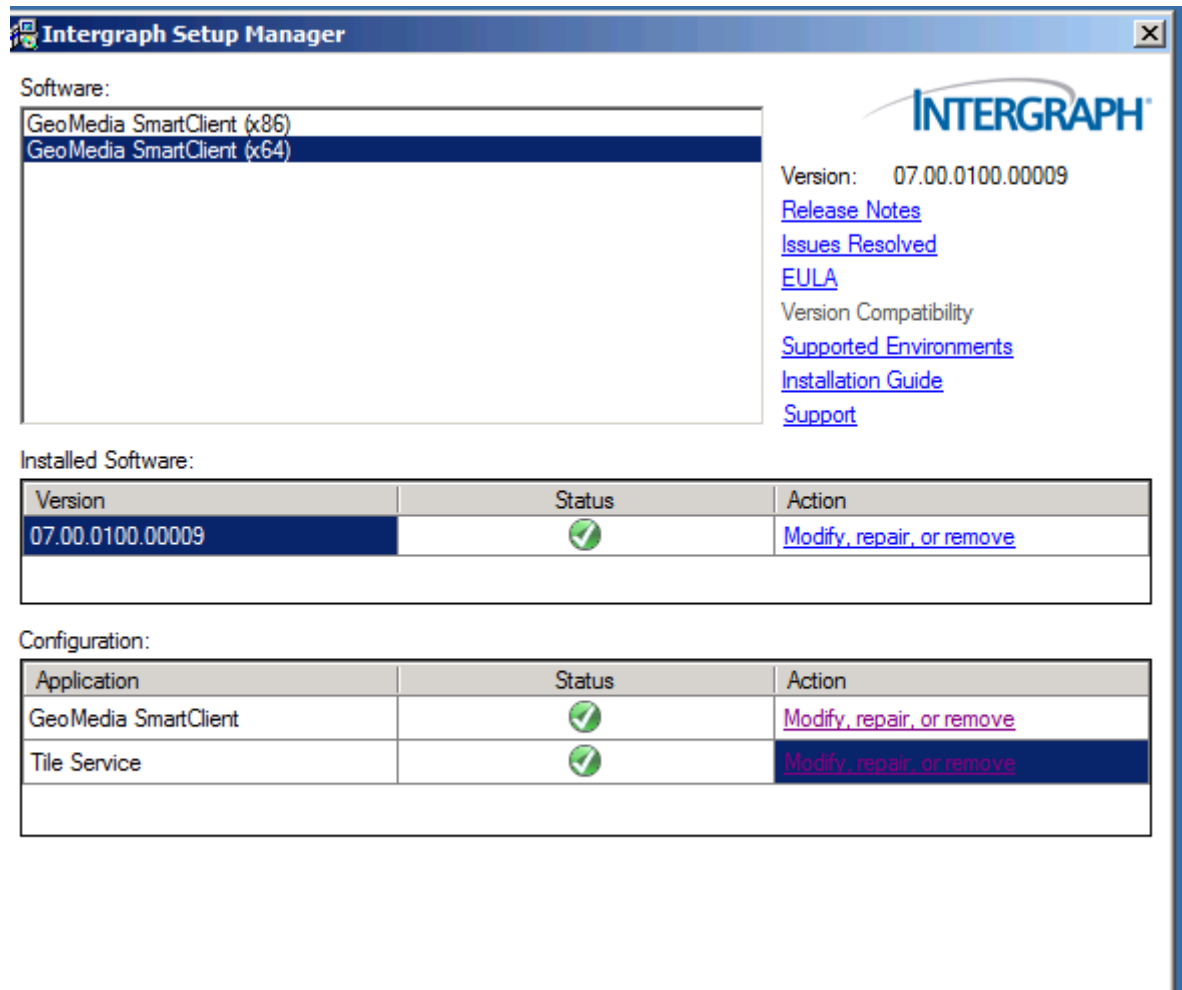 Intergraph Setup Manager
Software:
GeoMedia SmartClient (x86)
GeoMedia SmartClient (x64)
INTERGRAPH
Version: 07.00.0100.00009
Release Notes
Issues Resolved
EULA
Version Compatibility
Supported Environments
Installation Guide
Support
Installed Software:
Version Status Action
07.00.0100.00009 Modify, repair, or remove
Configuration:
Application Status Action
GeoMedia SmartClient Modify, repair, or remove
Tile Service Modify, repair, or remove